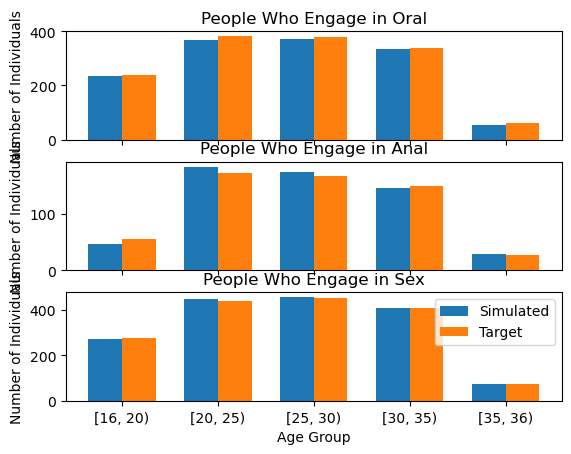 People Who Engage in Oral
Number of Individuals
400
200
0
People Who Engage in Anal
Number of Individuals
100
0
People Who Engage in Sex
Number of Individuals
400
200
0
Simulated
Target
[16, 20)
[20, 25)
[25, 30)
[30, 35)
[35, 36)
Age Group